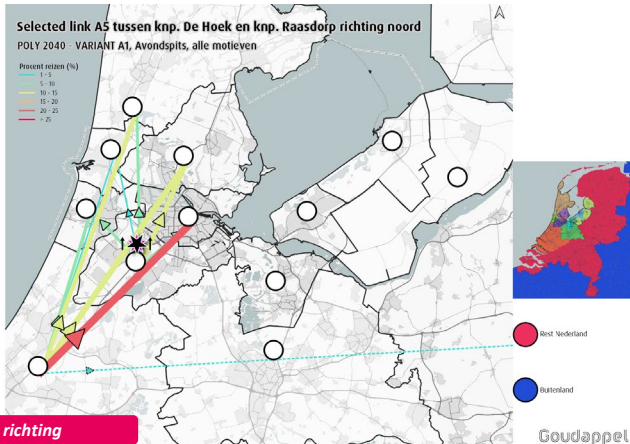 Selected link A5 tussen knp. De Hoek en knp. Raasdorp richting noord
POLY 2040 - VARIANT A1, Avondspits, alle motieven
Procent reizen (%)
1 - 5
5 - 10
10 - 15
15 - 20
20 - 25
> 25
Rest Nederland
Buitenland
richting
Goudappel